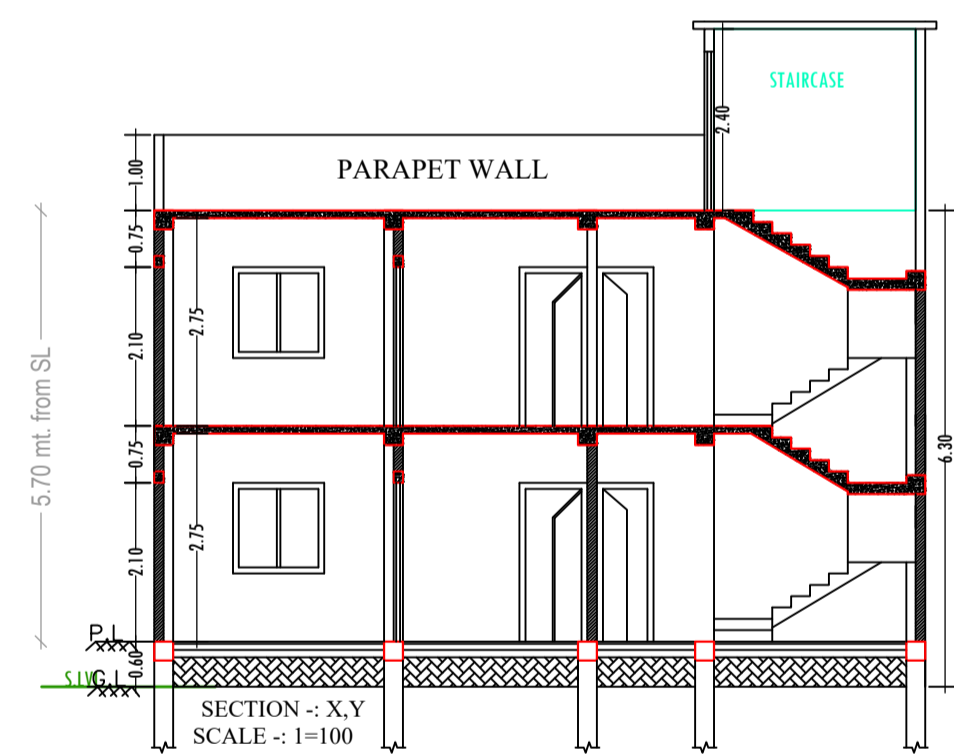 STAIRCASE
2.40
PARAPET WALL
1.00
0.75
2.75
2.10
5.70 mt. from SL
0.75
6.30
2.75
2.10
P.L
0.60
S.LVG.L
SECTION -: X,Y
SCALE -: 1=100